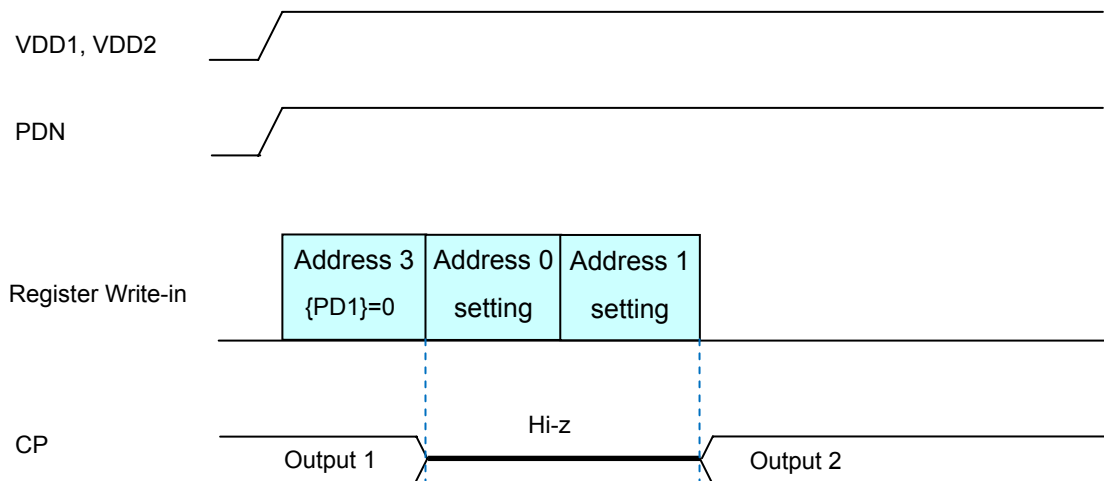 VDD1, VDD2
PDN
Register Write-in
Address 3
{PD1}=0
Address 0
setting
Address 1
setting
CP
Output 1
Hi-z
Output 2